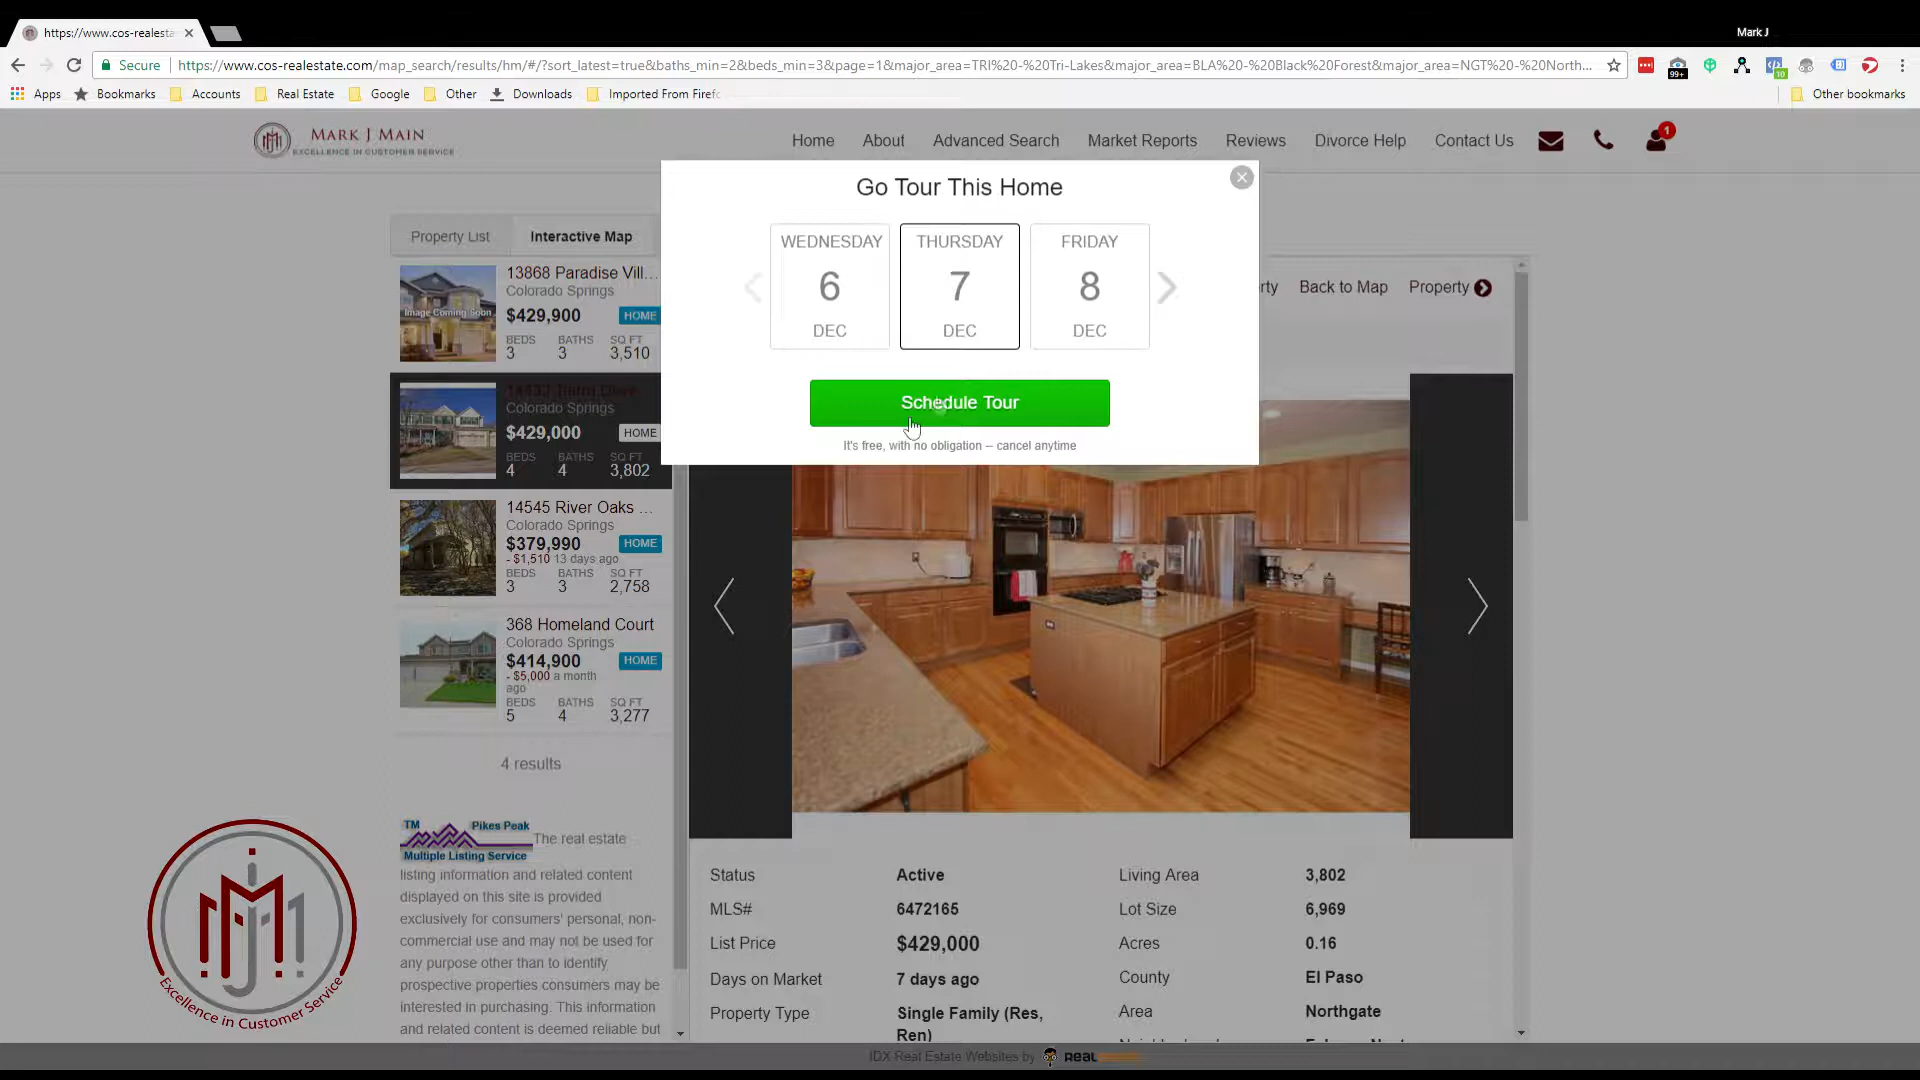 https://www.cos-realesta
Mark J
Secure
https://www.cos-realestate.com/map_search/results/hm/#/?sort_latest=true&baths_min=2&beds_min=3&page=1&major_area=TRI%20-%20Tri-Lakes&major_area=BLA%20-%20Black%20Forest&major_area=NGT%20-%20North...
99+
10
Apps
Bookmarks
Accounts
Real Estate
Google
Other
Downloads
Imported From Firefo
Other bookmarks
MARK J MAIN
EXCELLENCE IN CUSTOMER SERVICE
Home
About
Advanced Search
Market Reports
Reviews
Divorce Help
Contact Us
1
Go Tour This Home
WEDNESDAY
6
DEC
THURSDAY
7
DEC
FRIDAY
8
DEC
Schedule Tour
It's free, with no obligation -- cancel anytime
Property List
Interactive Map
13868 Paradise Vill...
Colorado Springs
Image Coming Soon
$429,900
HOME
BEDS BATHS SQ FT
3 3 3,510
Colorado Springs
$429,000
HOME
BEDS BATHS SQ FT
4 4 3,802
14545 River Oaks ...
Colorado Springs
$379,990
HOME
- $1,510 13 days ago
BEDS BATHS SQ FT
3 3 2,758
368 Homeland Court
Colorado Springs
$414,900
HOME
- $5,000 a month
ago
BEDS BATHS SQ FT
5 4 3,277
4 results
TM Pikes Peak
Multiple Listing Service
The real estate
listing information and related content
displayed on this site is provided
exclusively for consumers' personal, non-
commercial use and may not be used for
any purpose other than to identify
prospective properties consumers may be
interested in purchasing. This information
and related content is deemed reliable but
rty
Back to Map
Property
Status Active
MLS# 6472165
List Price $429,000
Days on Market 7 days ago
Property Type Single Family (Res,
Ren)
Living Area 3,802
Lot Size 6,969
Acres 0.16
County El Paso
Area Northgate
Excellence in Customer Service
IDX Real Estate Websites by
REAL